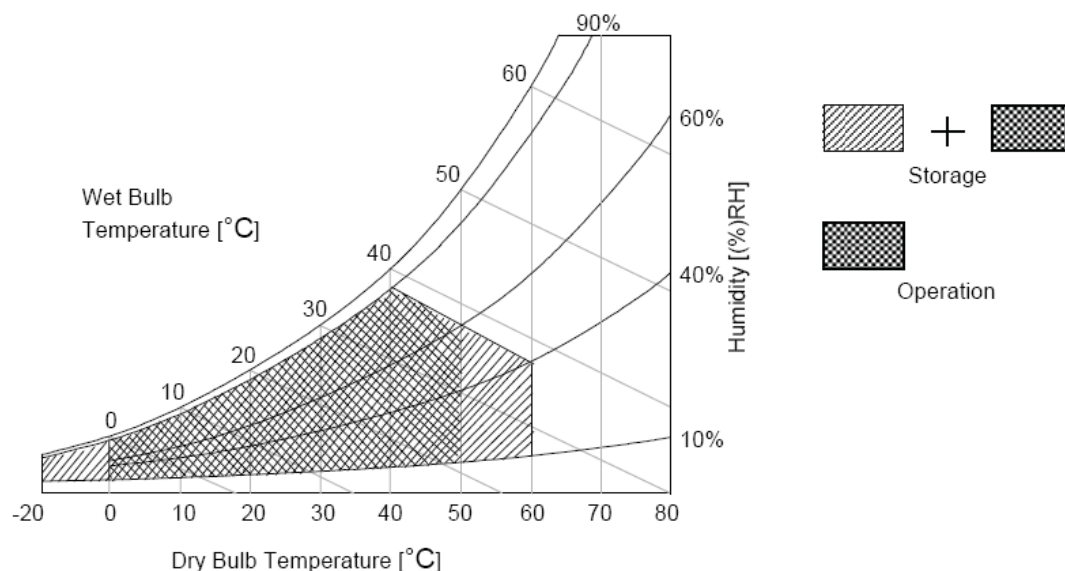 90%
60
60%
50
Storage
Wet Bulb
Temperature [°C]
Humidity [(%)RH]
40
40%
Operation
30
20
10
0
10%
-20 0 10 20 30 40 50 60 70 80
Dry Bulb Temperature [°C]